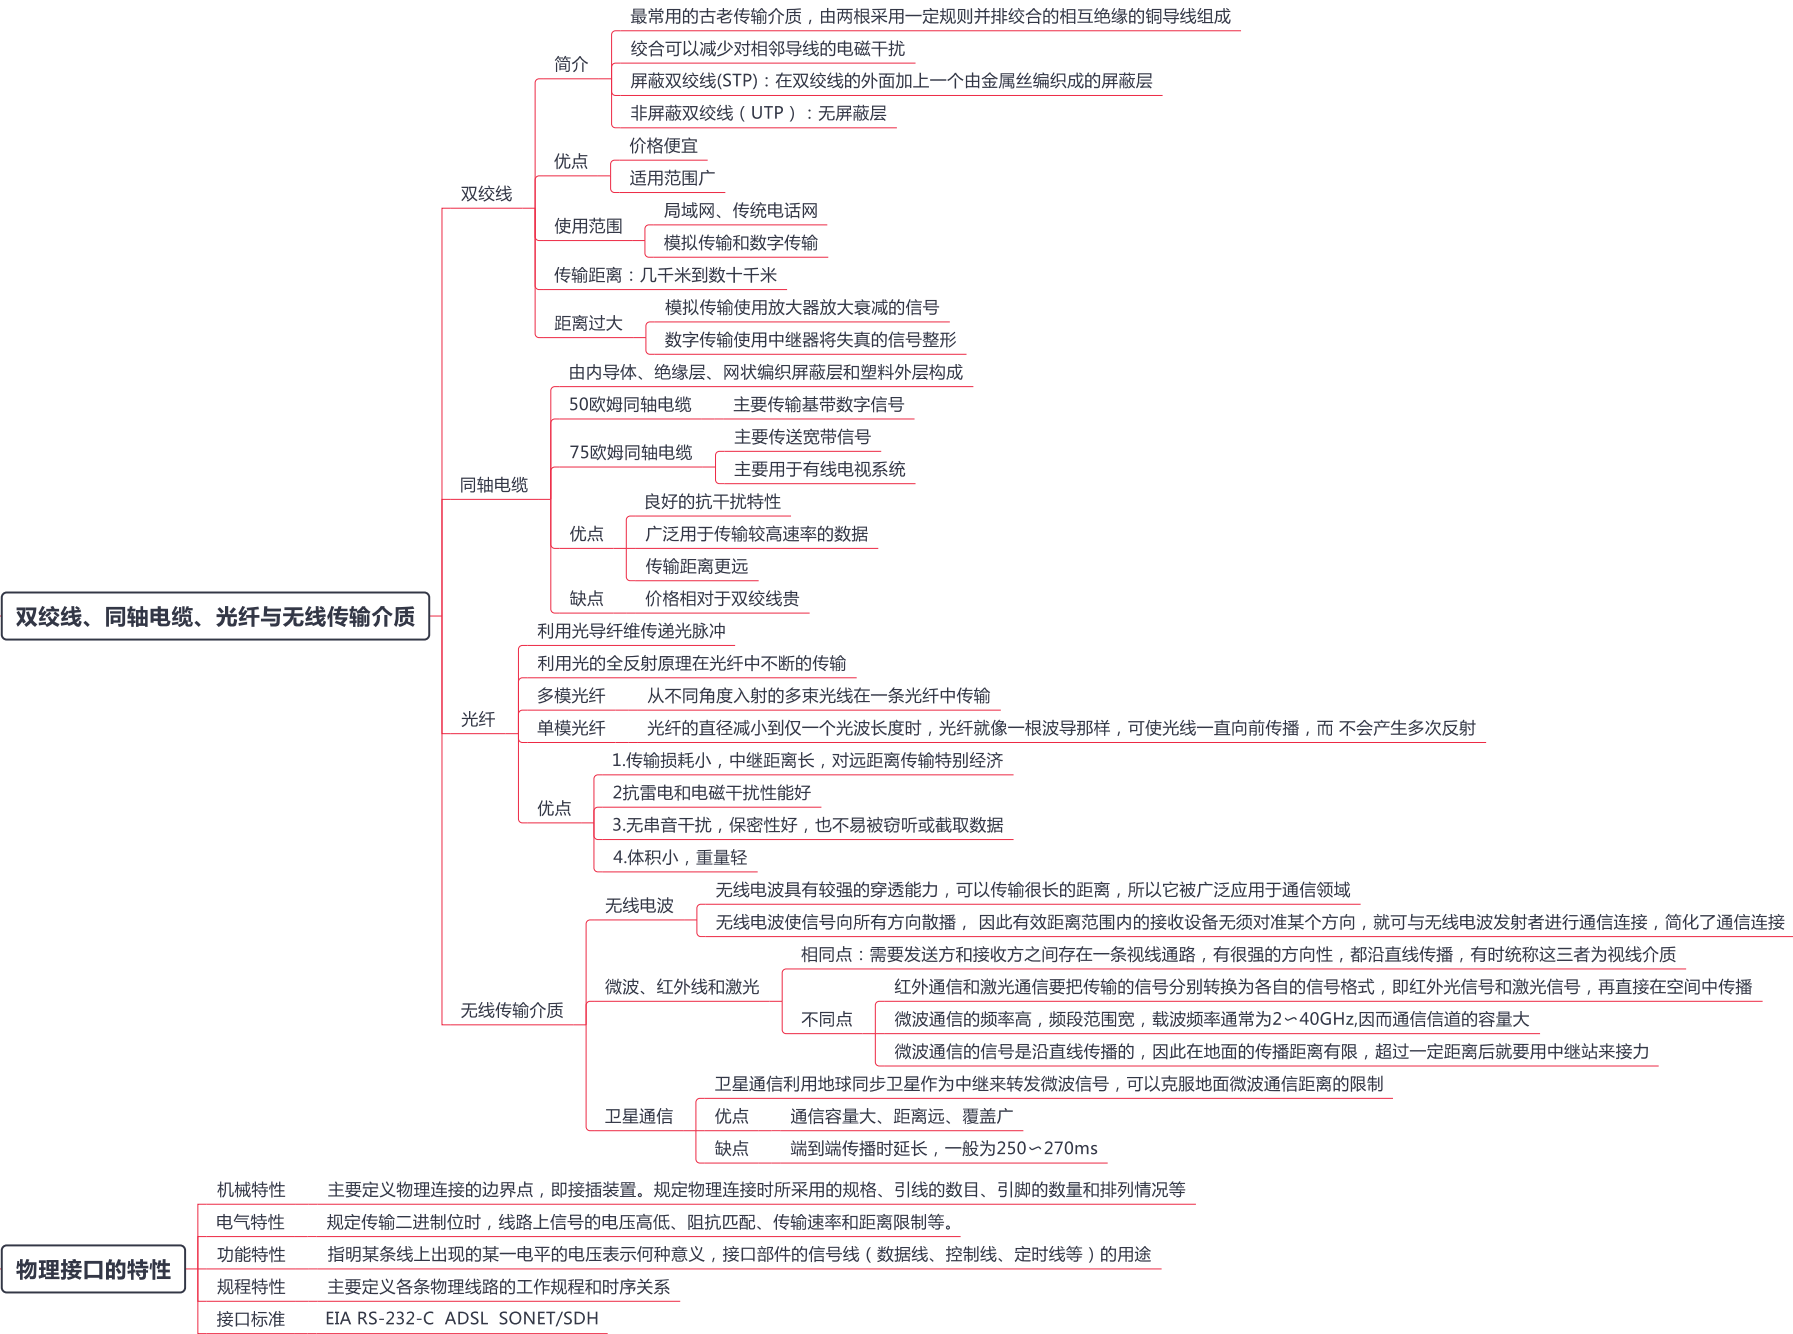 双绞线、同轴电缆、光纤与无线传输介质
双绞线
简介
最常用的古老传输介质，由两根采用一定规则并排绞合的相互绝缘的铜导线组成
绞合可以减少对相邻导线的电磁干扰
屏蔽双绞线(STP)：在双绞线的外面加上一个由金属丝编织成的屏蔽层
非屏蔽双绞线（UTP）：无屏蔽层
优点
价格便宜
适用范围广
使用范围
局域网、传统电话网
模拟传输和数字传输
传输距离：几千米到数十千米
距离过大
模拟传输使用放大器放大衰减的信号
数字传输使用中继器将失真的信号整形
同轴电缆
由内导体、绝缘层、网状编织屏蔽层和塑料外层构成
50欧姆同轴电缆 主要传输基带数字信号
75欧姆同轴电缆
主要传送宽带信号
主要用于有线电视系统
优点
良好的抗干扰特性
广泛用于传输较高速率的数据
传输距离更远
缺点 价格相对于双绞线贵
光纤
利用光导纤维传递光脉冲
利用光的全反射原理在光纤中不断的传输
多模光纤 从不同角度入射的多束光线在一条光纤中传输
单模光纤 光纤的直径减小到仅一个光波长度时，光纤就像一根波导那样，可使光线一直向前传播，而 不会产生多次反射
优点
1.传输损耗小，中继距离长，对远距离传输特别经济
2抗雷电和电磁干扰性能好
3.无串音干扰，保密性好，也不易被窃听或截取数据
4.体积小，重量轻
无线传输介质
无线电波
无线电波具有较强的穿透能力，可以传输很长的距离，所以它被广泛应用于通信领域
无线电波使信号向所有方向散播， 因此有效距离范围内的接收设备无须对准某个方向，就可与无线电波发射者进行通信连接，简化了通信连接
微波、红外线和激光
相同点：需要发送方和接收方之间存在一条视线通路，有很强的方向性，都沿直线传播，有时统称这三者为视线介质
不同点
红外通信和激光通信要把传输的信号分别转换为各自的信号格式，即红外光信号和激光信号，再直接在空间中传播
微波通信的频率高，频段范围宽，载波频率通常为2～40GHz,因而通信信道的容量大
微波通信的信号是沿直线传播的，因此在地面的传播距离有限，超过一定距离后就要用中继站来接力
卫星通信
卫星通信利用地球同步卫星作为中继来转发微波信号，可以克服地面微波通信距离的限制
优点 通信容量大、距离远、覆盖广
缺点 端到端传播时延长，一般为250～270ms
物理接口的特性
机械特性 主要定义物理连接的边界点，即接插装置。规定物理连接时所采用的规格、引线的数目、引脚的数量和排列情况等
电气特性 规定传输二进制位时，线路上信号的电压高低、阻抗匹配、传输速率和距离限制等。
功能特性 指明某条线上出现的某一电平的电压表示何种意义，接口部件的信号线（数据线、控制线、定时线等）的用途
规程特性 主要定义各条物理线路的工作规程和时序关系
接口标准 EIA RS-232-C ADSL SONET/SDH